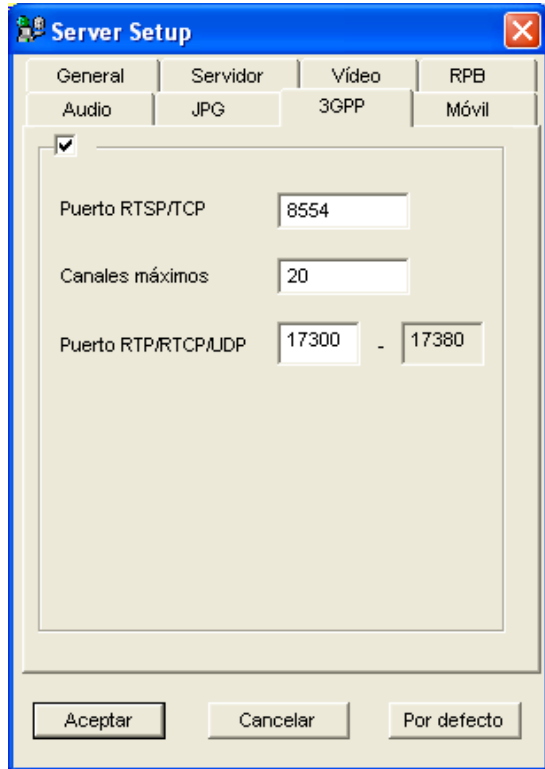 Server Setup
General Servidor Vídeo RPB
Audio JPG 3GPP Móvil
Puerto RTSP/TCP 8554
Canales máximos 20
Puerto RTP/RTCP/UDP 17300 - 17380
Aceptar Cancelar Por defecto